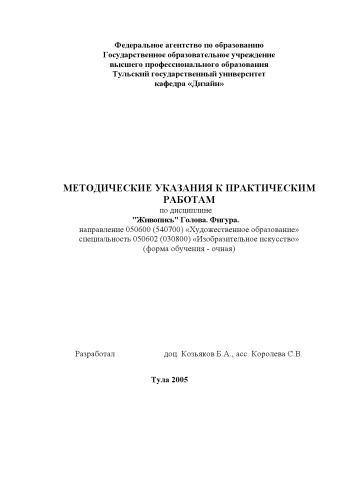 Федеральное агентство по образованию
Государственное образовательное учреждение
высшего профессионального образования
Тульский государственный университет
кафедра «Дизайн»
МЕТОДИЧЕСКИЕ УКАЗАНИЯ К ПРАКТИЧЕСКИМ
РАБОТАМ
по дисциплине
"Живопись" Голова. Фигура.
направление 050600 (540700) «Художественное образование»
специальность 050602 (030800) «Изобразительное искусство»
(форма обучения - очная)
Разработал доц. Козьяков Б.А., асс. Королева С.В.
Тула 2005